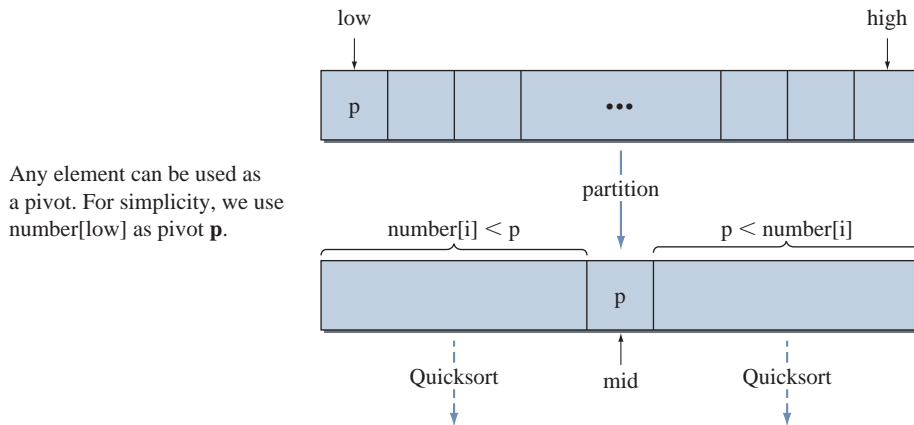 low
high
p
•••
Any element can be used as
a pivot. For simplicity, we use
number[low] as pivot p.
partition
number[i] < p
p < number[i]
p
Quicksort
mid
Quicksort